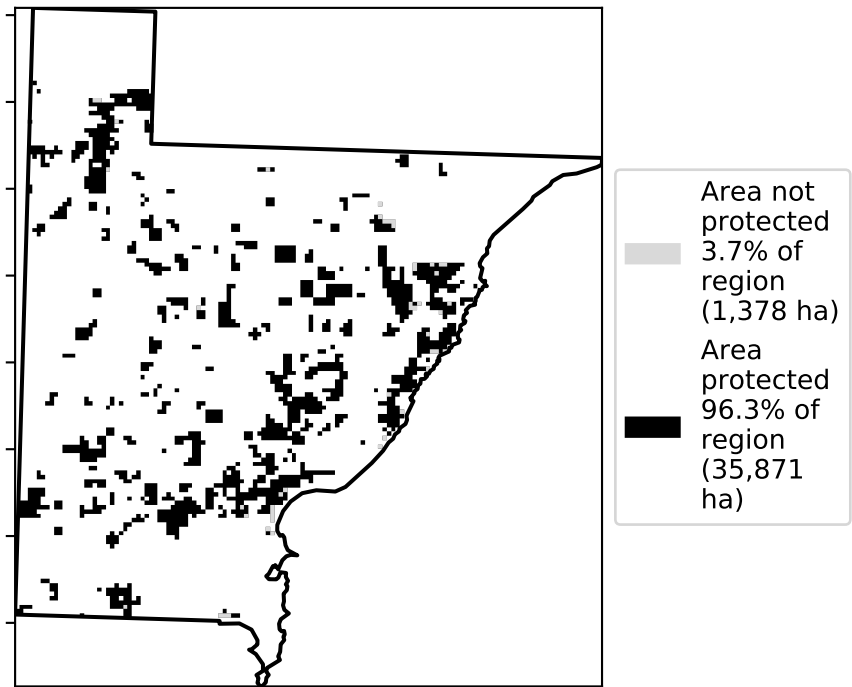 Area not
protected
3.7% of
region
(1,378 ha)
Area
protected
96.3% of
region
(35,871
ha)